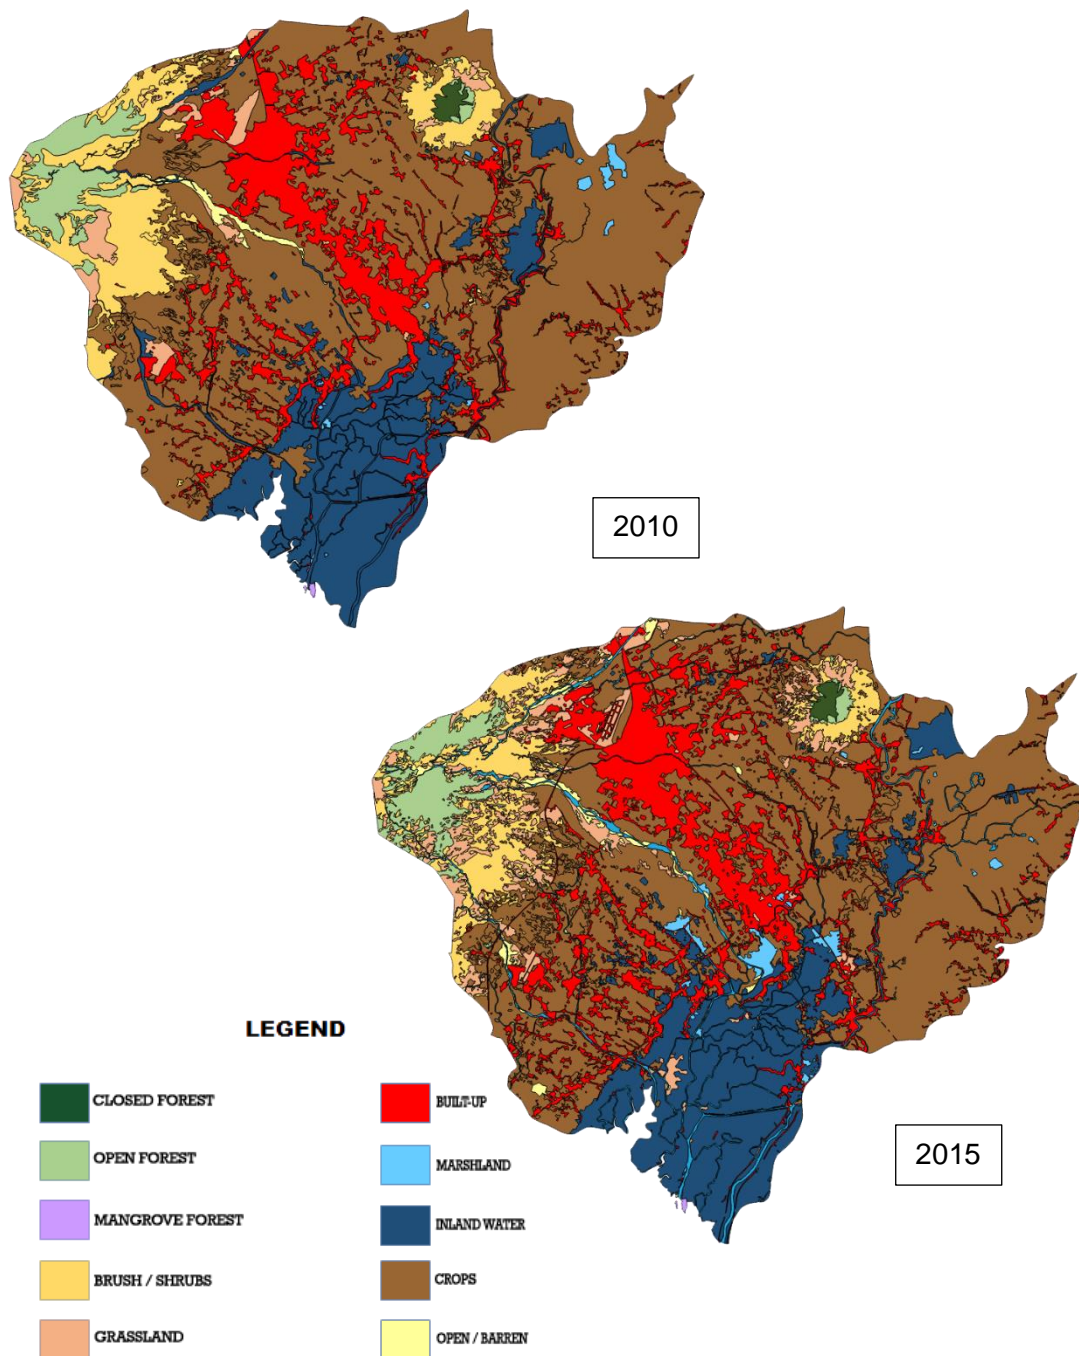 2010
2015
LEGEND
CLOSED FOREST
OPEN FOREST
MANGROVE FOREST
BRUSH / SHRUBS
GRASSLAND
BUILT-UP
MARSHLAND
INLAND WATER
CROPS
OPEN / BARREN